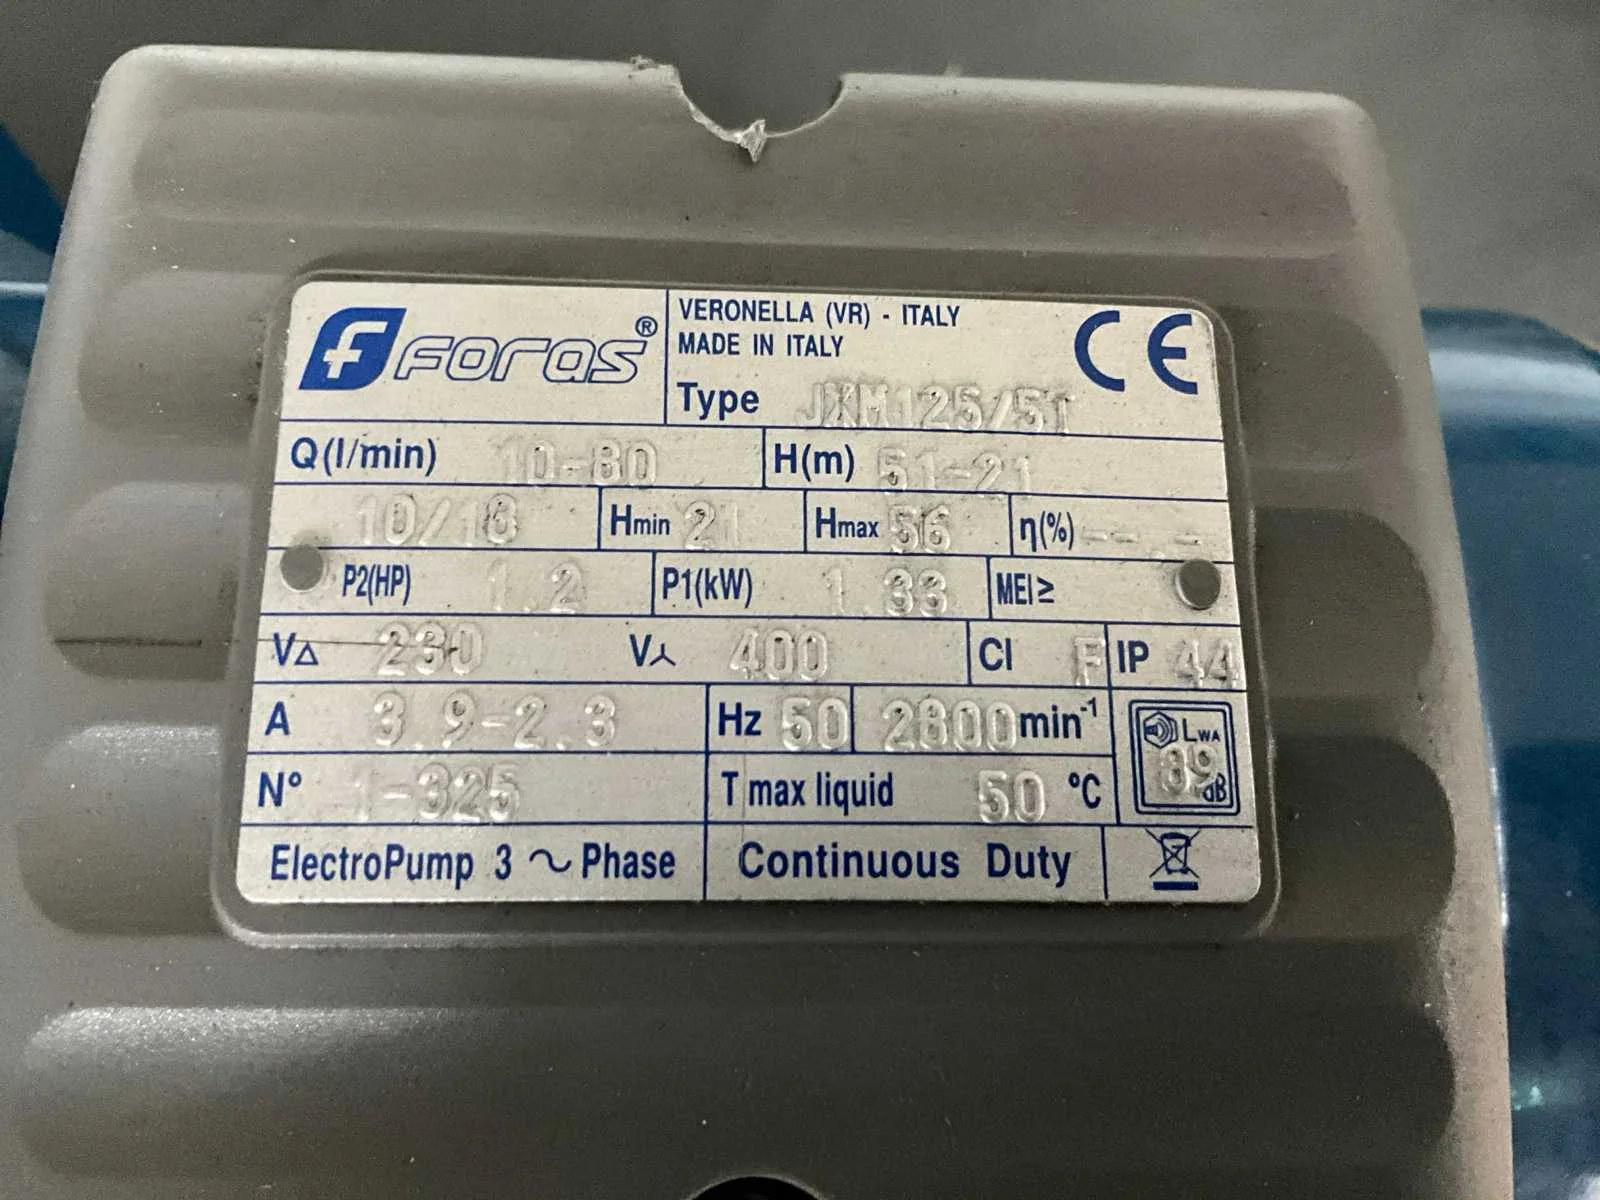 foras®
VERONELLA (VR) - ITALY
MADE IN ITALY
CE
Type JXM125/5T
Q(l/min) 10-80 H(m) 51-21
10/18 Hmin 21 Hmax 56 η(%) --.-
P2(HP) 1.2 P1(kW) 1.33 MEI≥
V△ 230 V⅄ 400 Cl F IP 44
A 3.9-2.3 Hz 50 2800 min⁻¹
LWA
89 dB
N° 1-325 T max liquid 50 °C
ElectroPump 3 ~ Phase Continuous Duty